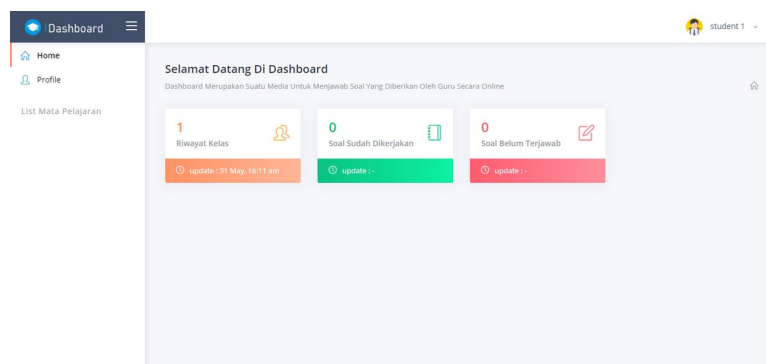 Dashboard
student 1
Home
Profile
List Mata Pelajaran
Selamat Datang Di Dashboard
Dashboard Merupakan Suatu Media Untuk Menjawab Soal Yang Diberikan Oleh Guru Secara Online
1
Riwayat Kelas
update : 31 May, 16:11 am
0
Soal Sudah Dikerjakan
update : -
0
Soal Belum Terjawab
update : -